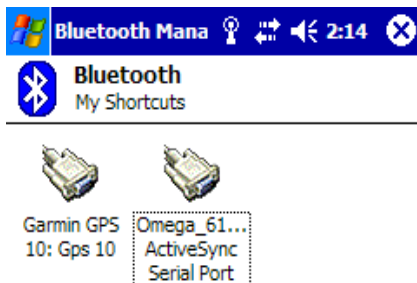 Bluetooth Mana 2:14
Bluetooth
My Shortcuts
Garmin GPS
10: Gps 10
Omega_61...
ActiveSync
Serial Port